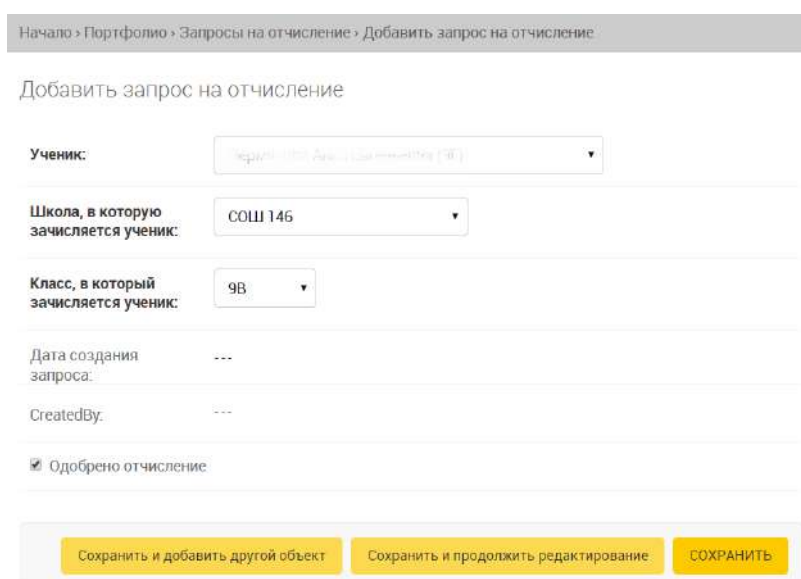 Начало › Портфолио › Запросы на отчисление › Добавить запрос на отчисление
Добавить запрос на отчисление
Ученик:
Школа, в которую
зачисляется ученик:
СОШ 146
Класс, в который
зачисляется ученик:
9В
Дата создания
запроса:
---
CreatedBy:
---
Одобрено отчисление
Сохранить и добавить другой объект
Сохранить и продолжить редактирование
СОХРАНИТЬ